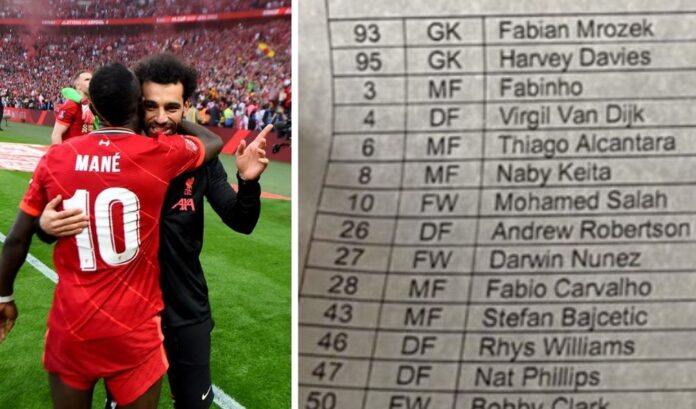 MANÉ
10
AXA
93 GK Fabian Mrozek
95 GK Harvey Davies
3 MF Fabinho
4 DF Virgil Van Dijk
6 MF Thiago Alcantara
8 MF Naby Keita
10 FW Mohamed Salah
26 DF Andrew Robertson
27 FW Darwin Nunez
28 MF Fabio Carvalho
43 MF Stefan Bajcetic
46 DF Rhys Williams
47 DF Nat Phillips
50 FW Bobby Clark